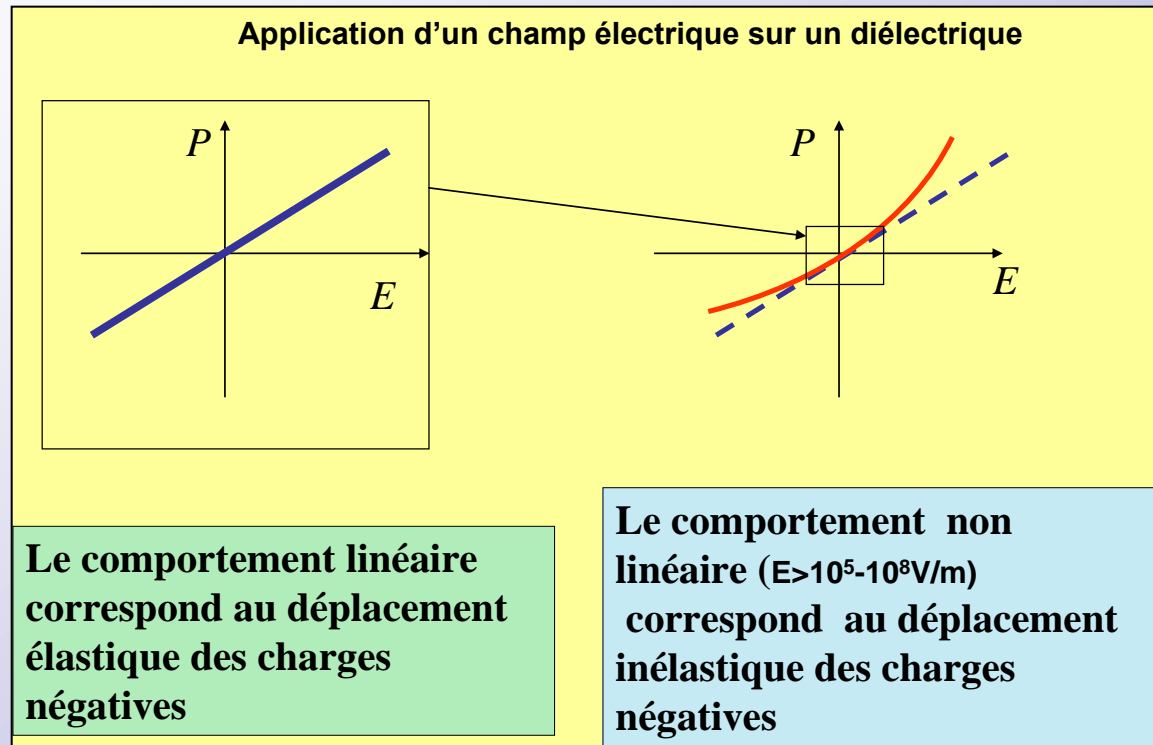 Application d'un champ électrique sur un diélectrique
P
E
P
E
Le comportement linéaire
correspond au déplacement
élastique des charges
négatives
Le comportement non
linéaire (E>10⁵-10⁸V/m)
correspond au déplacement
inélastique des charges
négatives